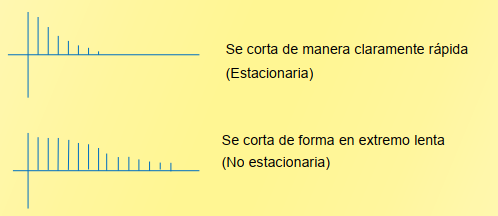 Se corta de manera claramente rápida
(Estacionaria)
Se corta de forma en extremo lenta
(No estacionaria)